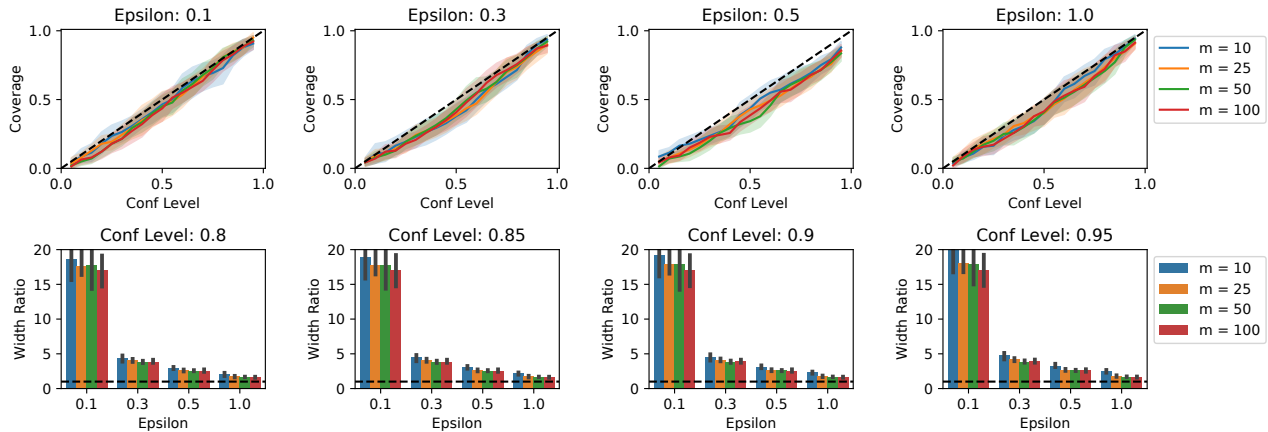 Epsilon: 0.1
Epsilon: 0.3
Epsilon: 0.5
Epsilon: 1.0
1.0
0.5
0.0
Coverage
0.0
0.5
1.0
Conf Level
1.0
0.5
0.0
Coverage
0.0
0.5
1.0
Conf Level
1.0
0.5
0.0
Coverage
0.0
0.5
1.0
Conf Level
1.0
0.5
0.0
Coverage
0.0
0.5
1.0
Conf Level
m = 10
m = 25
m = 50
m = 100
Conf Level: 0.8
Conf Level: 0.85
Conf Level: 0.9
Conf Level: 0.95
20
15
10
5
0
Width Ratio
0.1
0.3
0.5
1.0
Epsilon
20
15
10
5
0
Width Ratio
0.1
0.3
0.5
1.0
Epsilon
20
15
10
5
0
Width Ratio
0.1
0.3
0.5
1.0
Epsilon
20
15
10
5
0
Width Ratio
0.1
0.3
0.5
1.0
Epsilon
m = 10
m = 25
m = 50
m = 100